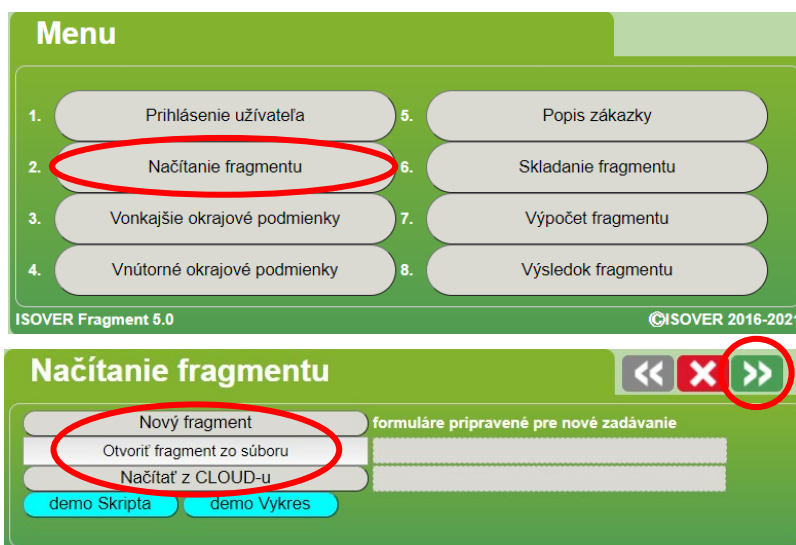 Menu
1. Prihlásenie užívateľa 5. Popis zákazky
2. Načítanie fragmentu 6. Skladanie fragmentu
3. Vonkajšie okrajové podmienky 7. Výpočet fragmentu
4. Vnútorné okrajové podmienky 8. Výsledok fragmentu
ISOVER Fragment 5.0 ©ISOVER 2016-2021
Načítanie fragmentu
Nový fragment formuláre pripravené pre nové zadávanie
Otvoriť fragment zo súboru
Načítať z CLOUD-u
demo Skripta demo Vykres